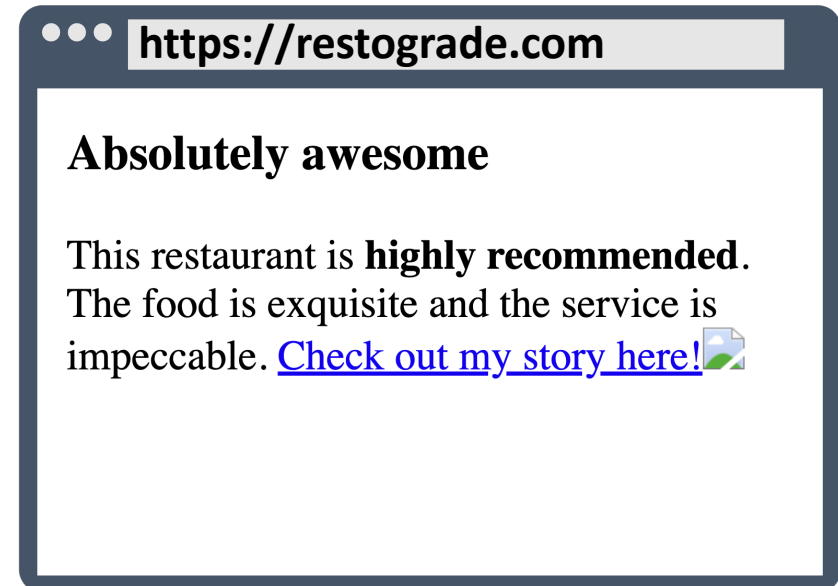 https://restograde.com
Absolutely awesome
This restaurant is highly recommended.
The food is exquisite and the service is
impeccable. Check out my story here!